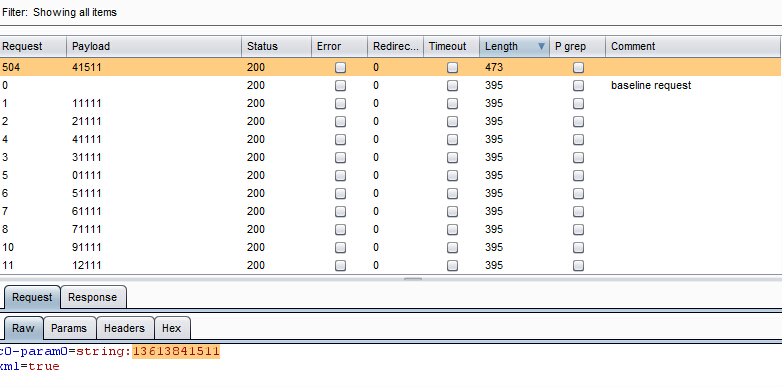 Filter: Showing all items
Request Payload Status Error Redirec... Timeout Length P grep Comment
504 41511 200 0 473
0 200 0 395 baseline request
1 11111 200 0 395
2 21111 200 0 395
4 41111 200 0 395
3 31111 200 0 395
5 01111 200 0 395
6 51111 200 0 395
7 61111 200 0 395
8 71111 200 0 395
10 91111 200 0 395
11 12111 200 0 395
Request Response
Raw Params Headers Hex
c0-param0=string:13613841511
xml=true